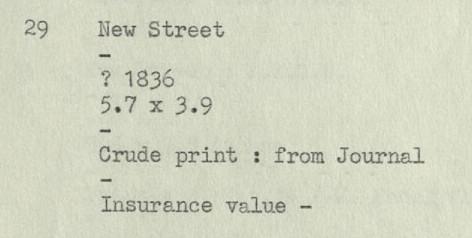 29 New Street
-
? 1836
5.7 x 3.9
-
Crude print : from Journal
-
Insurance value -